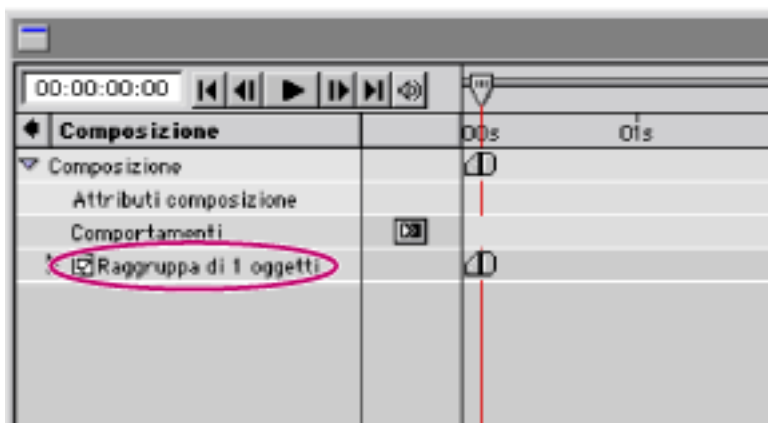 00:00:00:00
Composizione
00s 01s
Composizione
Attributi composizione
Comportamenti
Raggruppa di 1 oggetti